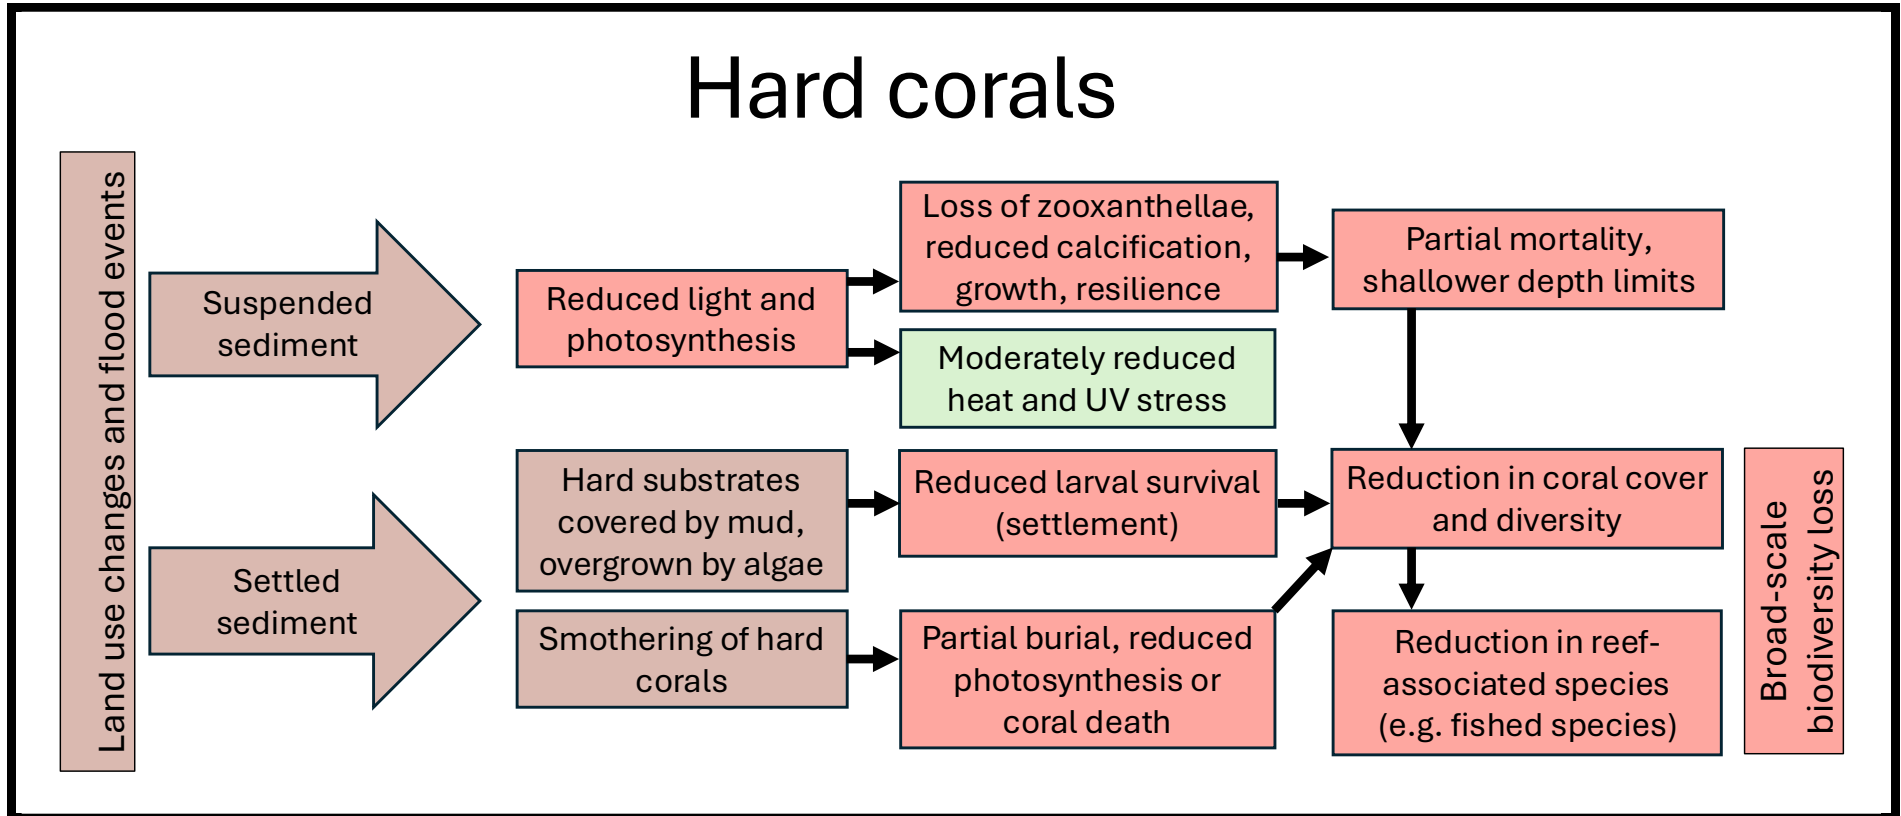 Hard corals
Land use changes and flood events
Suspended
sediment
Reduced light and
photosynthesis
Loss of zooxanthellae,
reduced calcification,
growth, resilience
Partial mortality,
shallower depth limits
Moderately reduced
heat and UV stress
Settled
sediment
Hard substrates
covered by mud,
overgrown by algae
Reduced larval survival
(settlement)
Reduction in coral cover
and diversity
Smothering of hard
corals
Partial burial, reduced
photosynthesis or
coral death
Reduction in reef-
associated species
(e.g. fished species)
Broad-scale
biodiversity loss